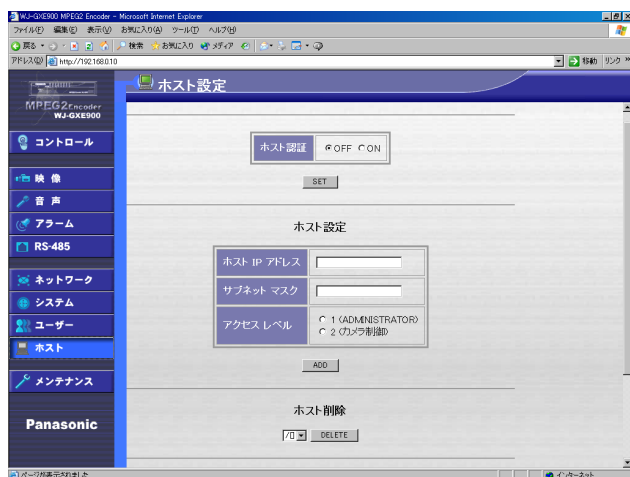 WJ-GXE900 MPEG2 Encoder - Microsoft Internet Explorer
ファイル(F) 編集(E) 表示(V) お気に入り(A) ツール(T) ヘルプ(H)
戻る 検索 お気に入り メディア
アドレス(D) http://192.168.0.10 移動 リンク »
MPEG2Encoder
WJ-GXE900
ホスト設定
コントロール
映 像
音 声
アラーム
RS-485
ネットワーク
システム
ユーザー
ホスト
メンテナンス
Panasonic
ホスト認証 OFF ON
SET
ホスト設定
ホスト IP アドレス
サブネット マスク
アクセス レベル 1 (ADMINISTRATOR)
2 (カメラ制御)
ADD
ホスト削除
/0 DELETE
ページが表示されました インターネット